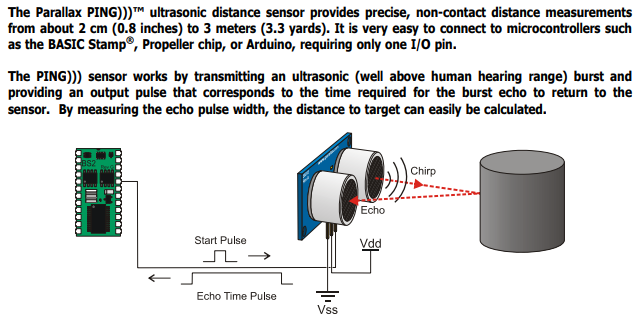 The Parallax PING)))™ ultrasonic distance sensor provides precise, non-contact distance measurements
from about 2 cm (0.8 inches) to 3 meters (3.3 yards). It is very easy to connect to microcontrollers such
as the BASIC Stamp®, Propeller chip, or Arduino, requiring only one I/O pin.
The PING))) sensor works by transmitting an ultrasonic (well above human hearing range) burst and
providing an output pulse that corresponds to the time required for the burst echo to return to the
sensor. By measuring the echo pulse width, the distance to target can easily be calculated.
BS2
Chirp
Echo
Start Pulse
Vdd
Echo Time Pulse
Vss